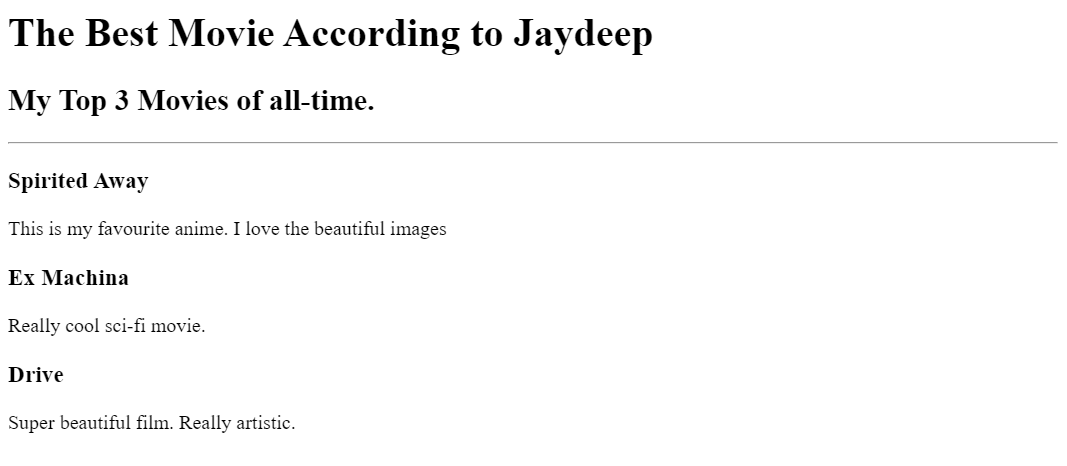 The Best Movie According to Jaydeep
My Top 3 Movies of all-time.
Spirited Away
This is my favourite anime. I love the beautiful images
Ex Machina
Really cool sci-fi movie.
Drive
Super beautiful film. Really artistic.